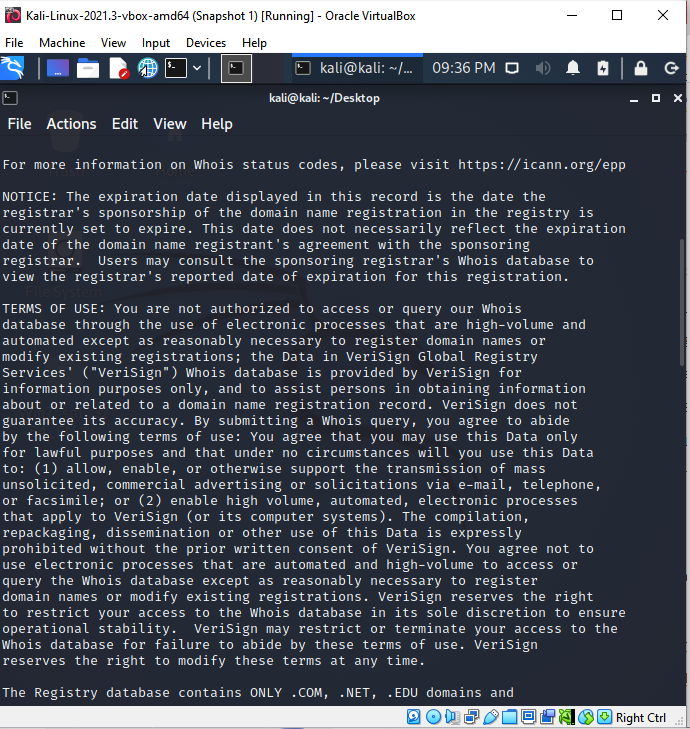 Kali-Linux-2021.3-vbox-amd64 (Snapshot 1) [Running] - Oracle VirtualBox
File Machine View Input Devices Help
kali@kali: ~/... 09:36 PM
kali@kali: ~/Desktop
File Actions Edit View Help
For more information on Whois status codes, please visit https://icann.org/epp
NOTICE: The expiration date displayed in this record is the date the
registrar's sponsorship of the domain name registration in the registry is
currently set to expire. This date does not necessarily reflect the expiration
date of the domain name registrant's agreement with the sponsoring
registrar.  Users may consult the sponsoring registrar's Whois database to
view the registrar's reported date of expiration for this registration.
TERMS OF USE: You are not authorized to access or query our Whois
database through the use of electronic processes that are high-volume and
automated except as reasonably necessary to register domain names or
modify existing registrations; the Data in VeriSign Global Registry
Services' ("VeriSign") Whois database is provided by VeriSign for
information purposes only, and to assist persons in obtaining information
about or related to a domain name registration record. VeriSign does not
guarantee its accuracy. By submitting a Whois query, you agree to abide
by the following terms of use: You agree that you may use this Data only
for lawful purposes and that under no circumstances will you use this Data
to: (1) allow, enable, or otherwise support the transmission of mass
unsolicited, commercial advertising or solicitations via e-mail, telephone,
or facsimile; or (2) enable high volume, automated, electronic processes
that apply to VeriSign (or its computer systems). The compilation,
repackaging, dissemination or other use of this Data is expressly
prohibited without the prior written consent of VeriSign. You agree not to
use electronic processes that are automated and high-volume to access or
query the Whois database except as reasonably necessary to register
domain names or modify existing registrations. VeriSign reserves the right
to restrict your access to the Whois database in its sole discretion to ensure
operational stability.  VeriSign may restrict or terminate your access to the
Whois database for failure to abide by these terms of use. VeriSign
reserves the right to modify these terms at any time.
The Registry database contains ONLY .COM, .NET, .EDU domains and
Right Ctrl